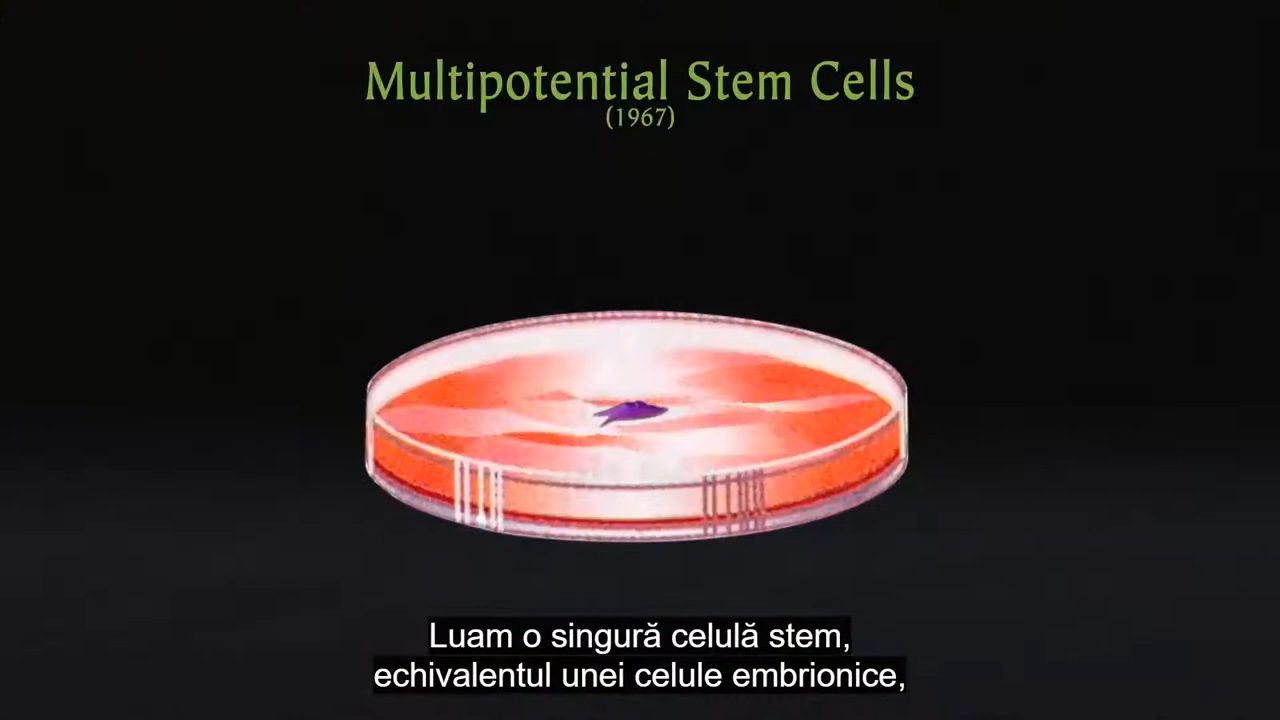 Multipotential Stem Cells
(1967)
Luam o singură celulă stem,
echivalentul unei celule embrionice,